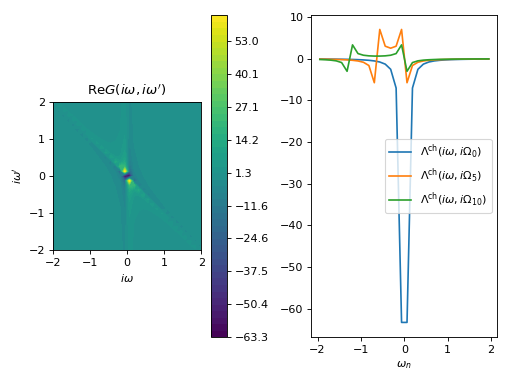 ReG(iω, iω′)
2
1
0
−1
−2
iω′
−2 −1 0 1 2
iω
53.0
40.1
27.1
14.2
1.3
−11.6
−24.6
−37.5
−50.4
−63.3
10
0
−10
−20
−30
−40
−50
−60
Λᶜʰ(iω, iΩ₀)
Λᶜʰ(iω, iΩ₅)
Λᶜʰ(iω, iΩ₁₀)
−2 −1 0 1 2
ωₙ